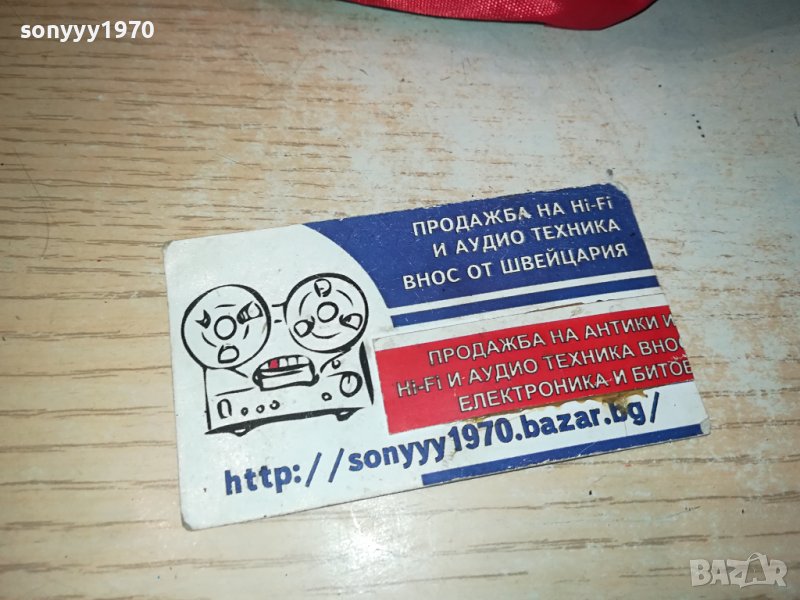 sonyyy1970
ПРОДАЖБА НА Hi-Fi
И АУДИО ТЕХНИКА
ВНОС ОТ ШВЕЙЦАРИЯ
ПРОДАЖБА НА АНТИКИ И
Hi-Fi И АУДИО ТЕХНИКА ВНОС
ЕЛЕКТРОНИКА И БИТОВ
http://sonyyy1970.bazar.bg/
BAZAR